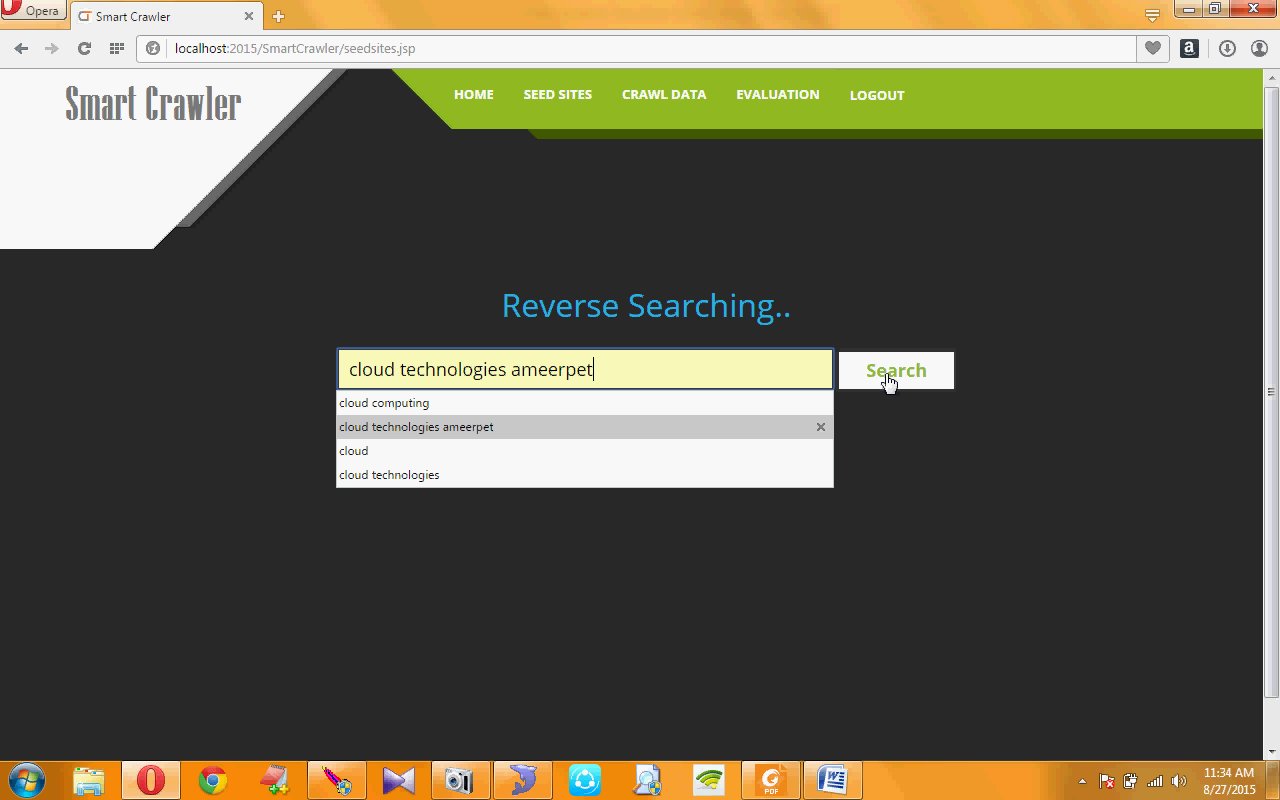 Opera
Smart Crawler
localhost:2015/SmartCrawler/seedsites.jsp
Smart Crawler
HOME SEED SITES CRAWL DATA EVALUATION LOGOUT
Reverse Searching..
cloud technologies ameerpet
Search
cloud computing
cloud technologies ameerpet
cloud
cloud technologies
PDF
11:34 AM
8/27/2015